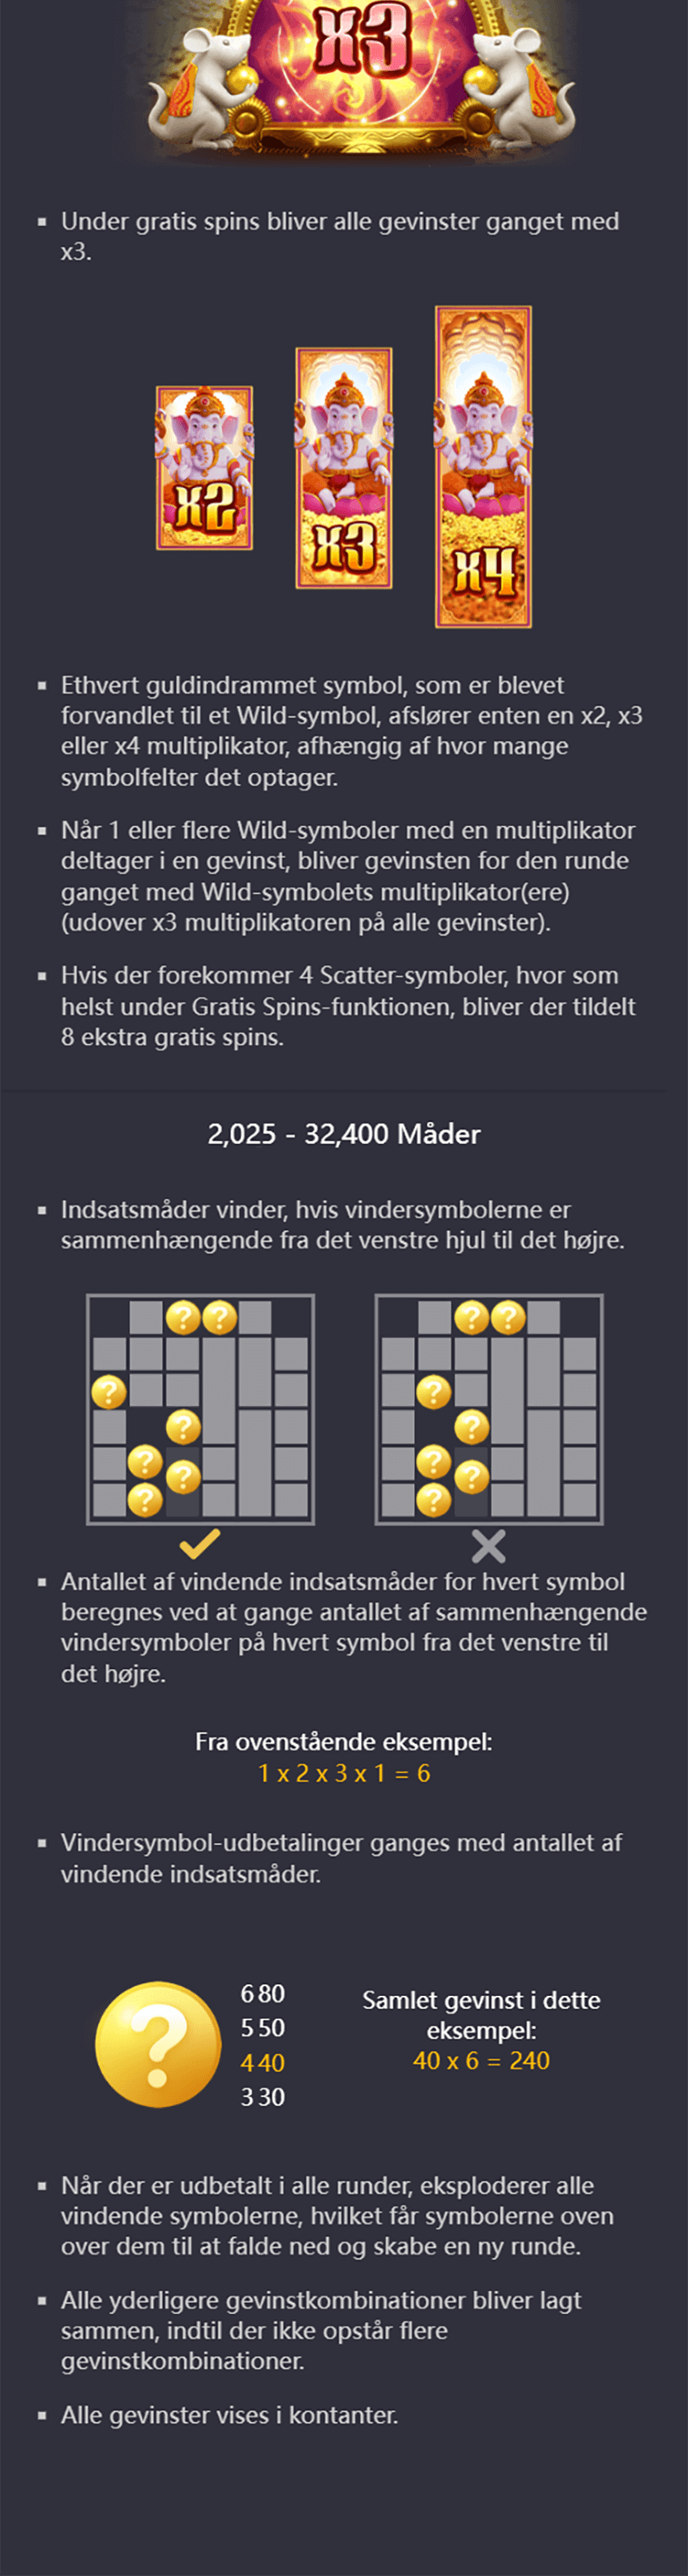 x3
Under gratis spins bliver alle gevinster ganget med
x3.
x2
x3
x4
Ethvert guldindrammet symbol, som er blevet
forvandlet til et Wild-symbol, afslører enten en x2, x3
eller x4 multiplikator, afhængig af hvor mange
symbolfelter det optager.
Når 1 eller flere Wild-symboler med en multiplikator
deltager i en gevinst, bliver gevinsten for den runde
ganget med Wild-symbolets multiplikator(ere)
(udover x3 multiplikatoren på alle gevinster).
Hvis der forekommer 4 Scatter-symboler, hvor som
helst under Gratis Spins-funktionen, bliver der tildelt
8 ekstra gratis spins.
2,025 - 32,400 Måder
Indsatsmåder vinder, hvis vindersymbolerne er
sammenhængende fra det venstre hjul til det højre.
? ? ? ?
? ?
? ?
? ?
? ?
? ?
Antallet af vindende indsatsmåder for hvert symbol
beregnes ved at gange antallet af sammenhængende
vindersymboler på hvert symbol fra det venstre til
det højre.
Fra ovenstående eksempel:
1 x 2 x 3 x 1 = 6
Vindersymbol-udbetalinger ganges med antallet af
vindende indsatsmåder.
?
6 80
5 50
4 40
3 30
Samlet gevinst i dette
eksempel:
40 x 6 = 240
Når der er udbetalt i alle runder, eksploderer alle
vindende symbolerne, hvilket får symbolerne oven
over dem til at falde ned og skabe en ny runde.
Alle yderligere gevinstkombinationer bliver lagt
sammen, indtil der ikke opstår flere
gevinstkombinationer.
Alle gevinster vises i kontanter.